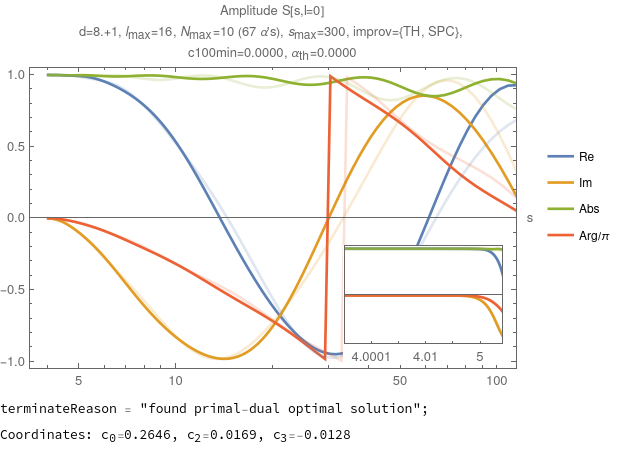 Amplitude S[s,l=0]
d=8.+1, lmax=16, Nmax=10 (67 α's), smax=300, improv={TH, SPC},
c100min=0.0000, αth=0.0000
1.0
0.5
0.0
−0.5
−1.0
s
Re
Im
Abs
Arg/π
4.0001 4.01 5
5 10 50 100
terminateReason = "found primal-dual optimal solution";
Coordinates: c0=0.2646, c2=0.0169, c3=-0.0128